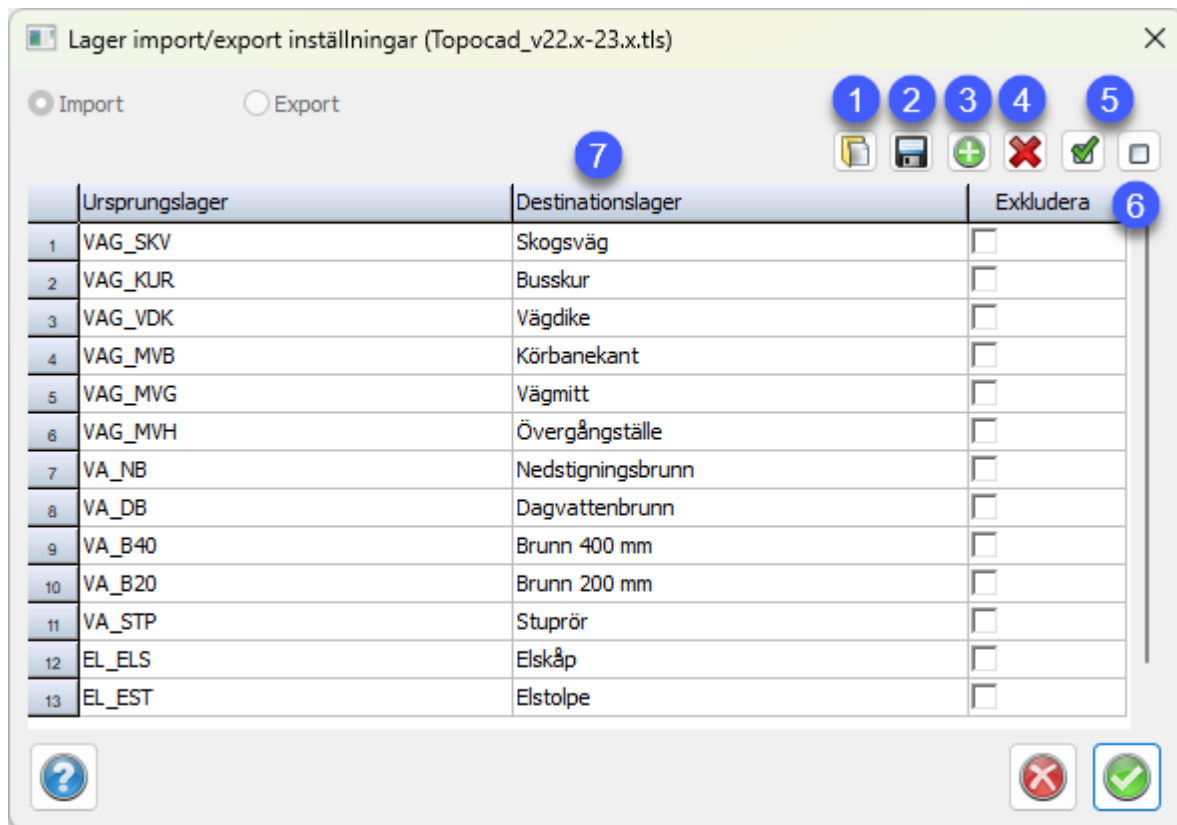 Lager import/export inställningar (Topocad_v22.x-23.x.tls)
Import Export
1 2 3 4 5
7
Ursprungslager Destinationslager Exkludera 6
1 VAG_SKV Skogsväg
2 VAG_KUR Busskur
3 VAG_VDK Vägdike
4 VAG_MVB Körbanekant
5 VAG_MVG Vägmitt
6 VAG_MVH Övergångställe
7 VA_NB Nedstigningsbrunn
8 VA_DB Dagvattenbrunn
9 VA_B40 Brunn 400 mm
10 VA_B20 Brunn 200 mm
11 VA_STP Stuprör
12 EL_ELS Elskåp
13 EL_EST Elstolpe